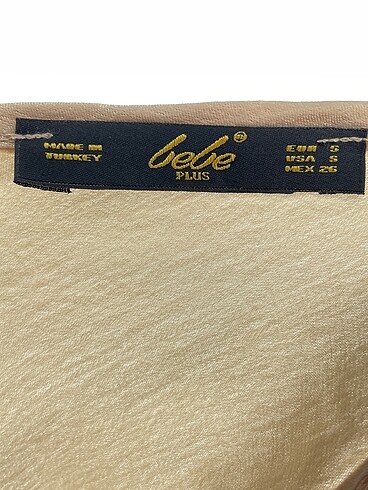 MADE IN
TURKEY
bebe®
PLUS
EUR S
USA S
MEX 26